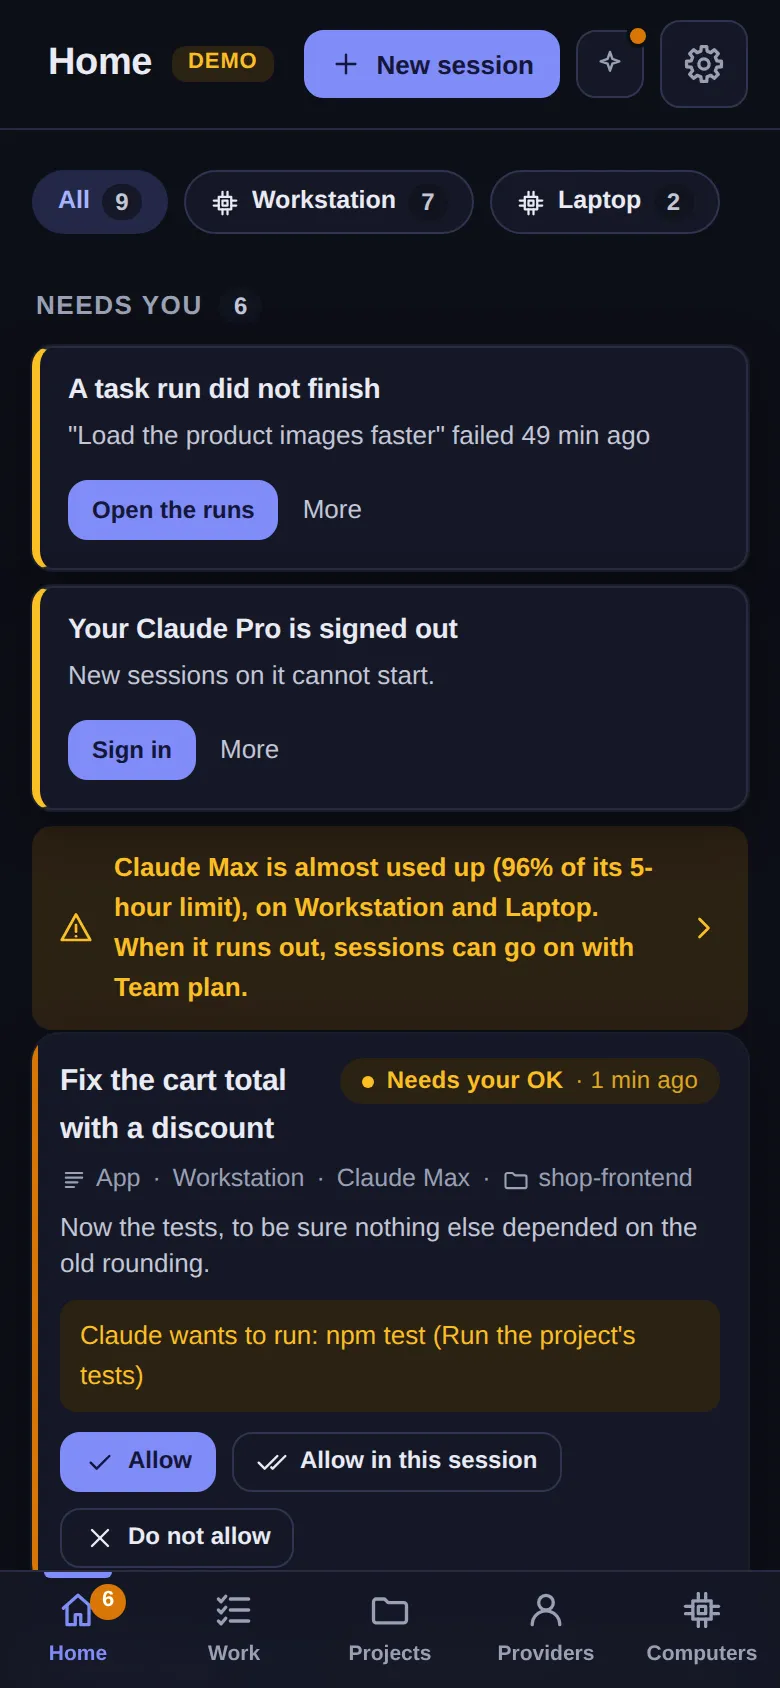 Home DEMO New session
All 9 Workstation 7 Laptop 2
NEEDS YOU 6
A task run did not finish
"Load the product images faster" failed 49 min ago
Open the runs More
Your Claude Pro is signed out
New sessions on it cannot start.
Sign in More
Claude Max is almost used up (96% of its 5-
hour limit), on Workstation and Laptop.
When it runs out, sessions can go on with
Team plan.
Fix the cart total
with a discount
Needs your OK · 1 min ago
App · Workstation · Claude Max · shop-frontend
Now the tests, to be sure nothing else depended on the
old rounding.
Claude wants to run: npm test (Run the project's
tests)
Allow Allow in this session
Do not allow
6
Home Work Projects Providers Computers